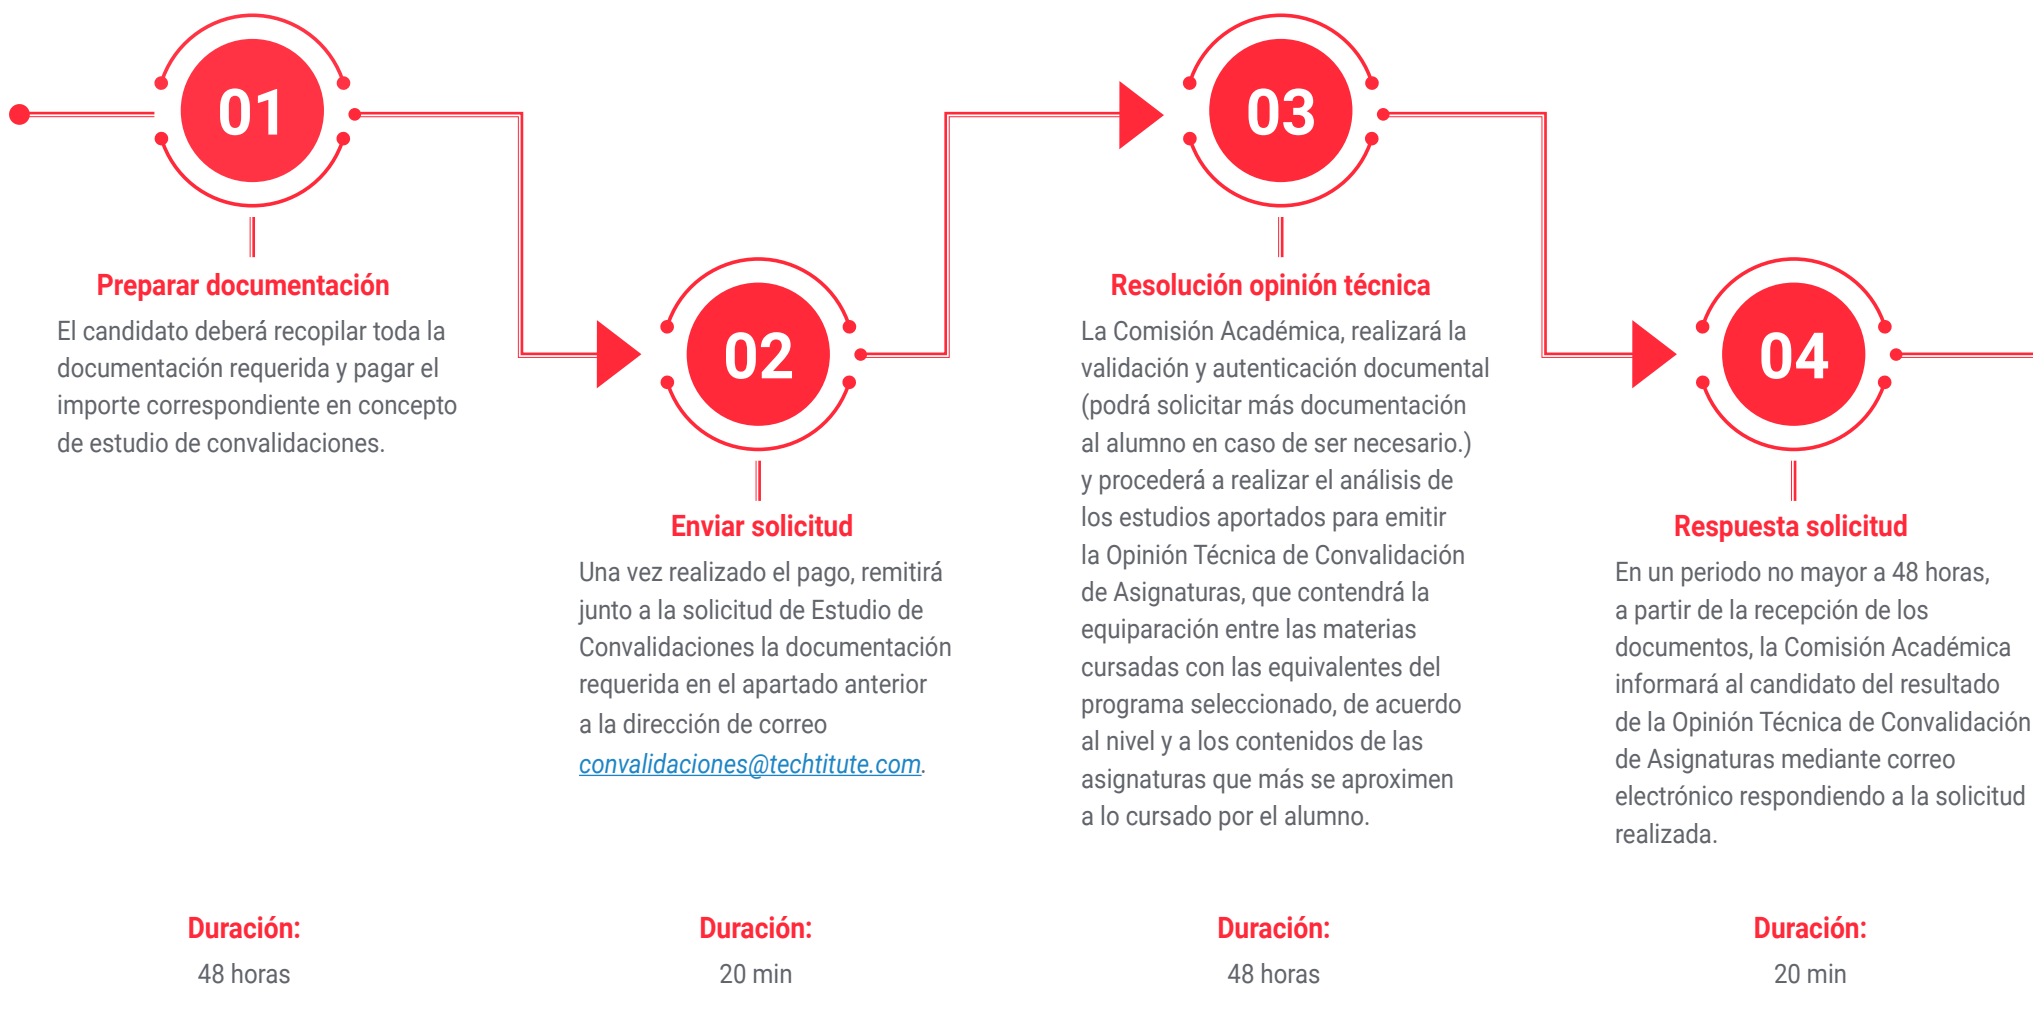 01
Preparar documentación
El candidato deberá recopilar toda la
documentación requerida y pagar el
importe correspondiente en concepto
de estudio de convalidaciones.
Duración:
48 horas
02
Enviar solicitud
Una vez realizado el pago, remitirá
junto a la solicitud de Estudio de
Convalidaciones la documentación
requerida en el apartado anterior
a la dirección de correo
convalidaciones@techtitute.com.
Duración:
20 min
03
Resolución opinión técnica
La Comisión Académica, realizará la
validación y autenticación documental
(podrá solicitar más documentación
al alumno en caso de ser necesario.)
y procederá a realizar el análisis de
los estudios aportados para emitir
la Opinión Técnica de Convalidación
de Asignaturas, que contendrá la
equiparación entre las materias
cursadas con las equivalentes del
programa seleccionado, de acuerdo
al nivel y a los contenidos de las
asignaturas que más se aproximen
a lo cursado por el alumno.
Duración:
48 horas
04
Respuesta solicitud
En un periodo no mayor a 48 horas,
a partir de la recepción de los
documentos, la Comisión Académica
informará al candidato del resultado
de la Opinión Técnica de Convalidación
de Asignaturas mediante correo
electrónico respondiendo a la solicitud
realizada.
Duración:
20 min